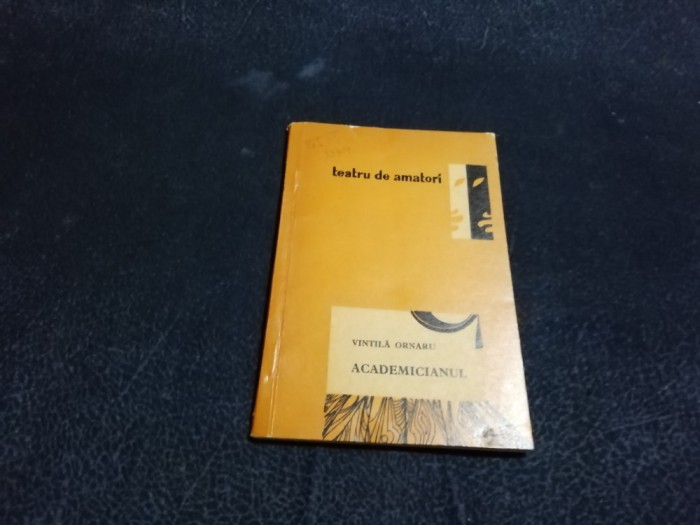 teatru de amatori
VINTILĂ ORNARU
ACADEMICIANUL